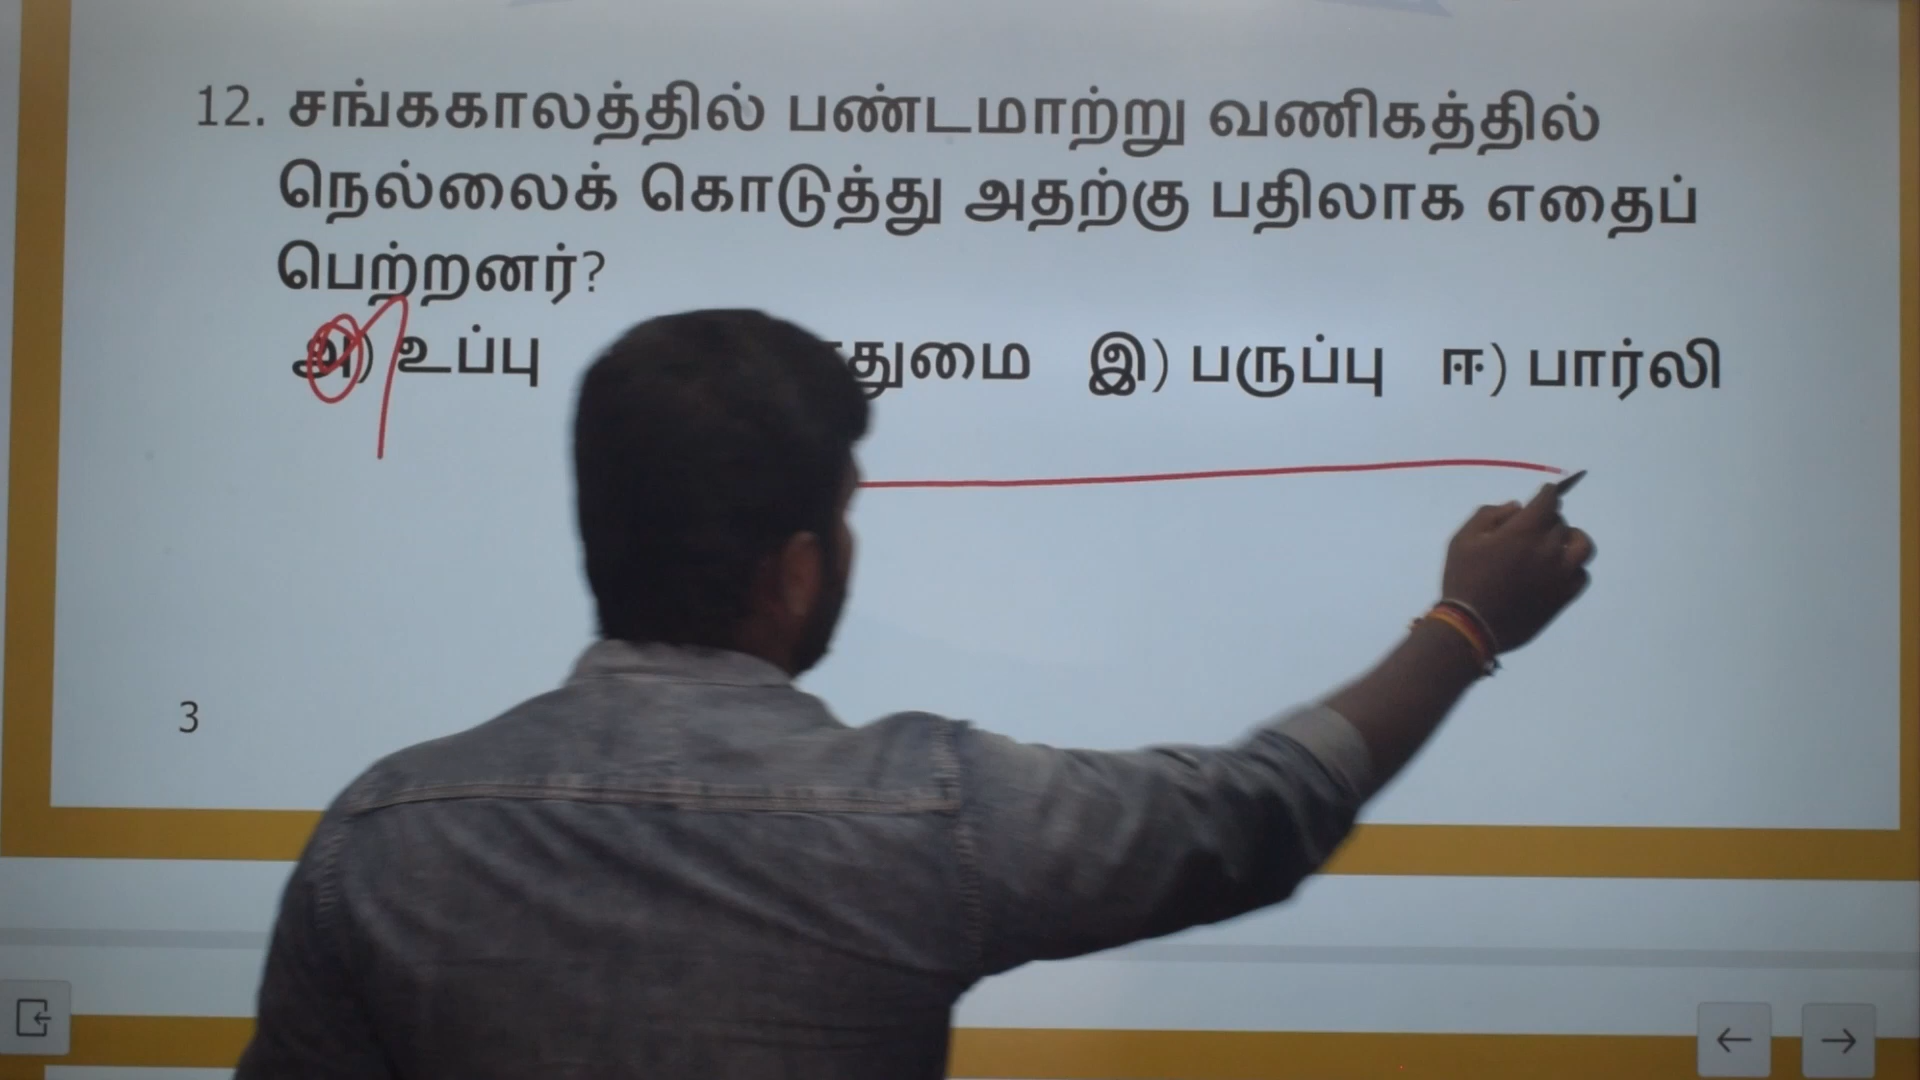 12. சங்ககாலத்தில் பண்டமாற்று வணிகத்தில்
நெல்லைக் கொடுத்து அதற்கு பதிலாக எதைப்
பெற்றனர்?
அ) உப்பு இ) பருப்பு ஈ) பார்லி
3